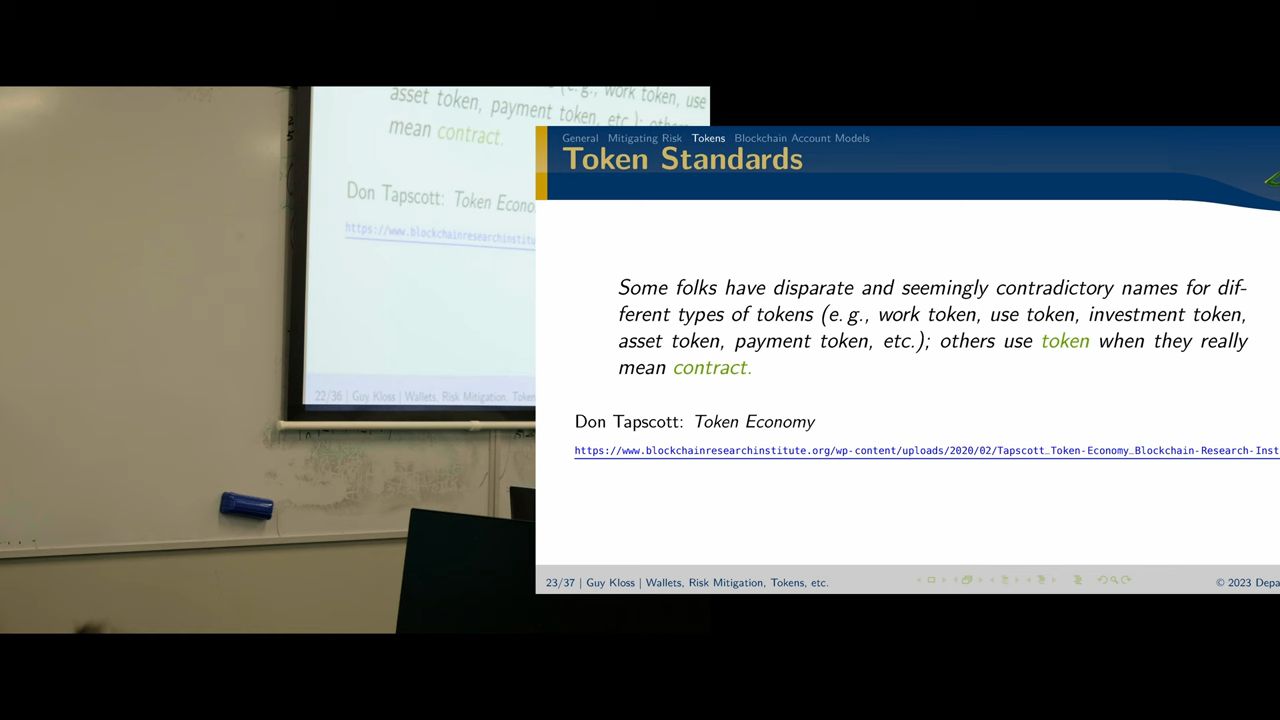 asset token, payment token, etc.); othe
mean contract.
Don Tapscott: Token Econo
https://www.blockchainresearchinstitu
22/36 | Guy Kloss | Wallets, Risk Mitigation, Token
General Mitigating Risk Tokens Blockchain Account Models
Token Standards
Some folks have disparate and seemingly contradictory names for dif-
ferent types of tokens (e. g., work token, use token, investment token,
asset token, payment token, etc.); others use token when they really
mean contract.
Don Tapscott: Token Economy
https://www.blockchainresearchinstitute.org/wp-content/uploads/2020/02/Tapscott_Token-Economy_Blockchain-Research-Inst
23/37 | Guy Kloss | Wallets, Risk Mitigation, Tokens, etc.
© 2023 Depa